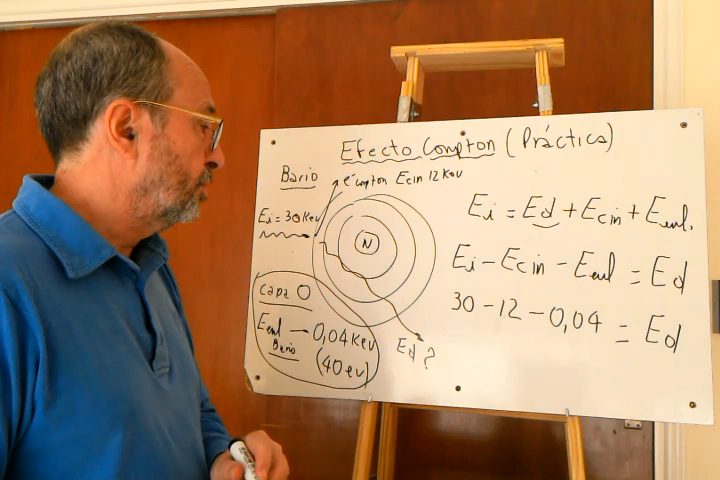 Efecto Compton (Práctica)
Bario
e⁻ compton Ecin 12 Kev
Ei = 30 Kev
N
Capa O
Eenl — 0,04 Kev
Bario
(40 ev)
Ed ?
Ei = Ed + Ecin + Eenl.
Ei – Ecin – Eenl = Ed
30 – 12 – 0,04 = Ed